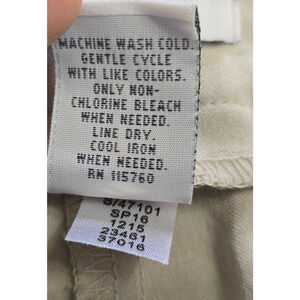 MACHINE WASH COLD.
GENTLE CYCLE
WITH LIKE COLORS.
ONLY NON-
CHLORINE BLEACH
WHEN NEEDED.
LINE DRY.
COOL IRON
WHEN NEEDED.
RN 115760
S/47101
SP16
1215
23461
37016